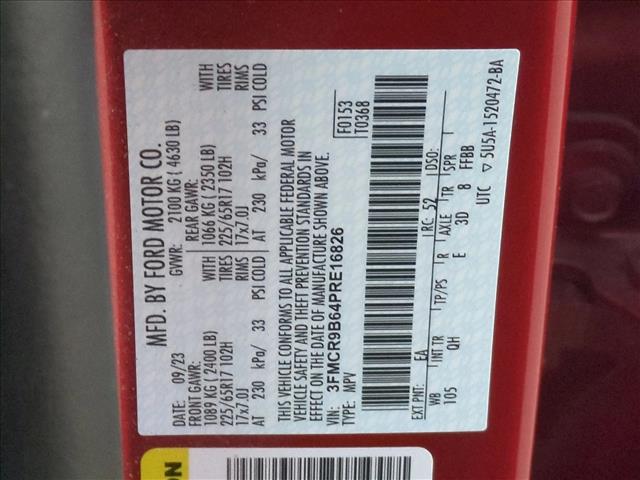 MFD. BY FORD MOTOR CO.
DATE: 09/23 GVWR: 2100 KG ( 4630 LB)
FRONT GAWR: REAR GAWR:
1089 KG ( 2400 LB) 1066 KG ( 2350 LB) WITH
225/65R17 102H TIRES 225/65R17 102H TIRES
17x7.0J RIMS 17x7.0J RIMS
AT 230 kPa/ 33 PSI COLD AT 230 kPa/ 33 PSI COLD
THIS VEHICLE CONFORMS TO ALL APPLICABLE FEDERAL MOTOR
VEHICLE SAFETY AND THEFT PREVENTION STANDARDS IN
EFFECT ON THE DATE OF MANUFACTURE SHOWN ABOVE.
VIN: 3FMCR9B64PRE16826
TYPE: MPV
F0153
T0368
EXT PNT: EA RC: 52 DSO:
WB INT TR TP/PS R AXLE TR SPR
105 QH E 3D 8 FFBB
UTC ▽ 5U5A-1520472-BA
ON